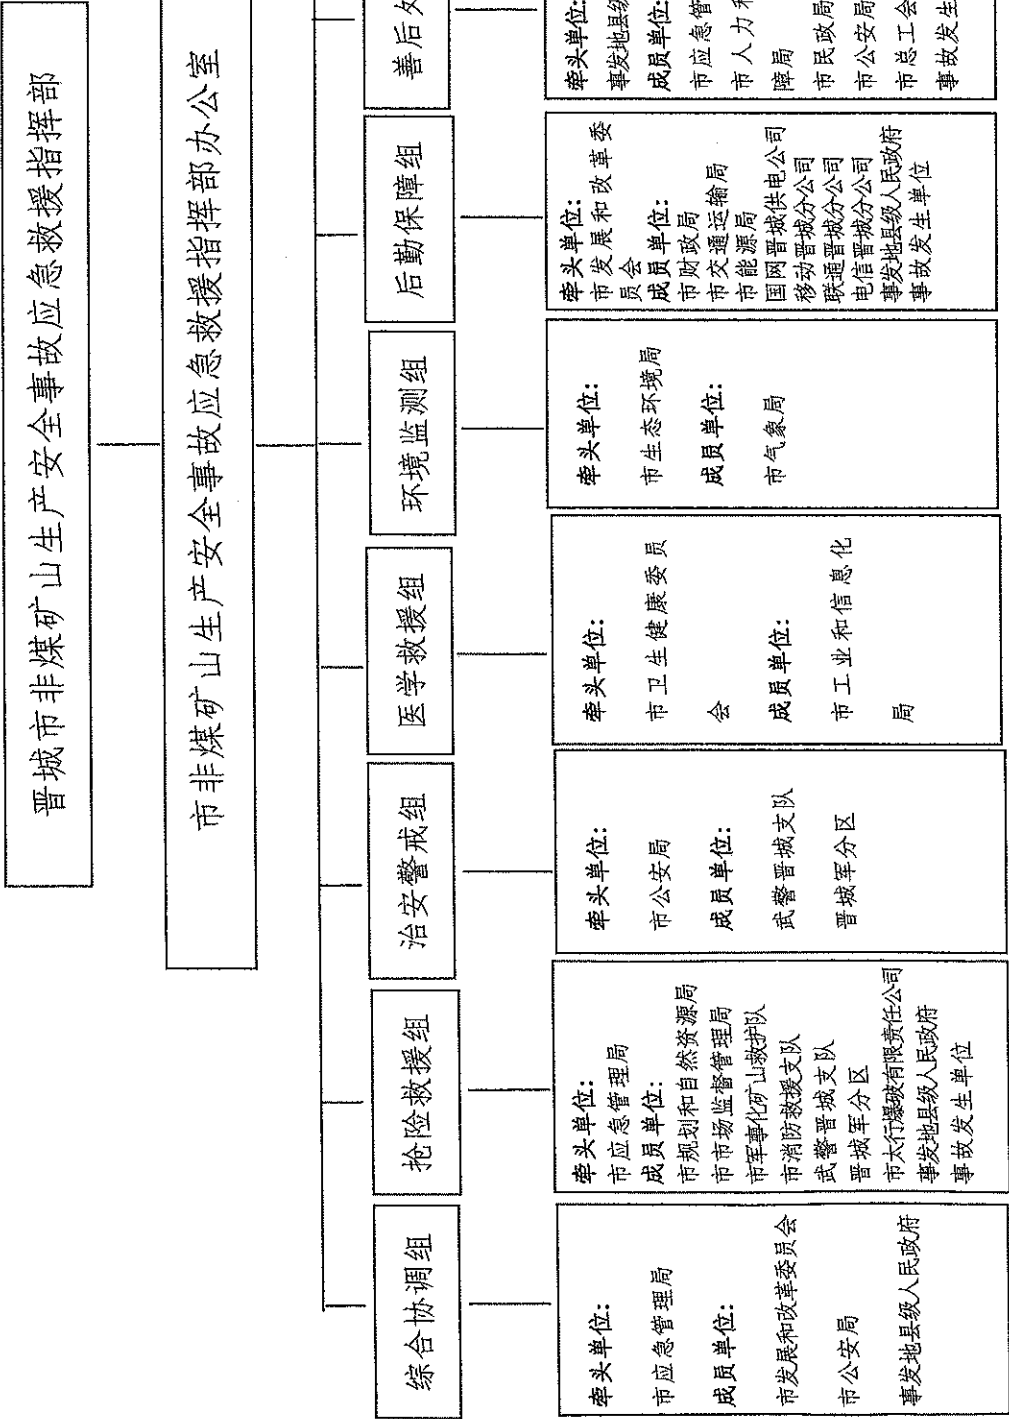 晋城市非煤矿山生产安全事故应急救援指挥部
市非煤矿山生产安全事故应急救援指挥部办公室
综合协调组
牵头单位:
市应急管理局
成员单位:
市发展和改革委员会
市公安局
事发地县级人民政府
抢险救援组
牵头单位:
市应急管理局
成员单位:
市规划和自然资源局
市市场监督管理局
市军事化矿山救护队
市消防救援支队
武警晋城支队
晋城军分区
市太行爆破有限责任公司
事发地县级人民政府
事故发生单位
治安警戒组
牵头单位:
市公安局
成员单位:
武警晋城支队
晋城军分区
医学救援组
牵头单位:
市卫生健康委员
会
成员单位:
市工业和信息化
局
环境监测组
牵头单位:
市生态环境局
成员单位:
市气象局
后勤保障组
牵头单位:
市发展和改革委
员会
成员单位:
市财政局
市交通运输局
市能源局
国网晋城供电公司
移动晋城分公司
联通晋城分公司
电信晋城分公司
事发地县级人民政府
事故发生单位
善后
牵头单位:
事发地县级
成员单位:
市应急管
市人力
障局
市民政局
市公安局
市总工会
事故发生